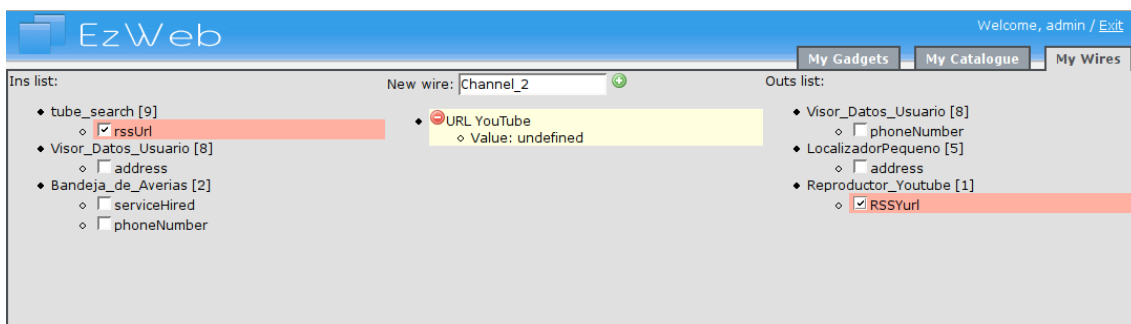 EzWeb
Welcome, admin / Exit
My Gadgets
My Catalogue
My Wires
Ins list:
tube_search [9]
rssUrl
Visor_Datos_Usuario [8]
address
Bandeja_de_Averias [2]
serviceHired
phoneNumber
New wire: Channel_2
URL YouTube
Value: undefined
Outs list:
Visor_Datos_Usuario [8]
phoneNumber
LocalizadorPequeno [5]
address
Reproductor_Youtube [1]
RSSYurl